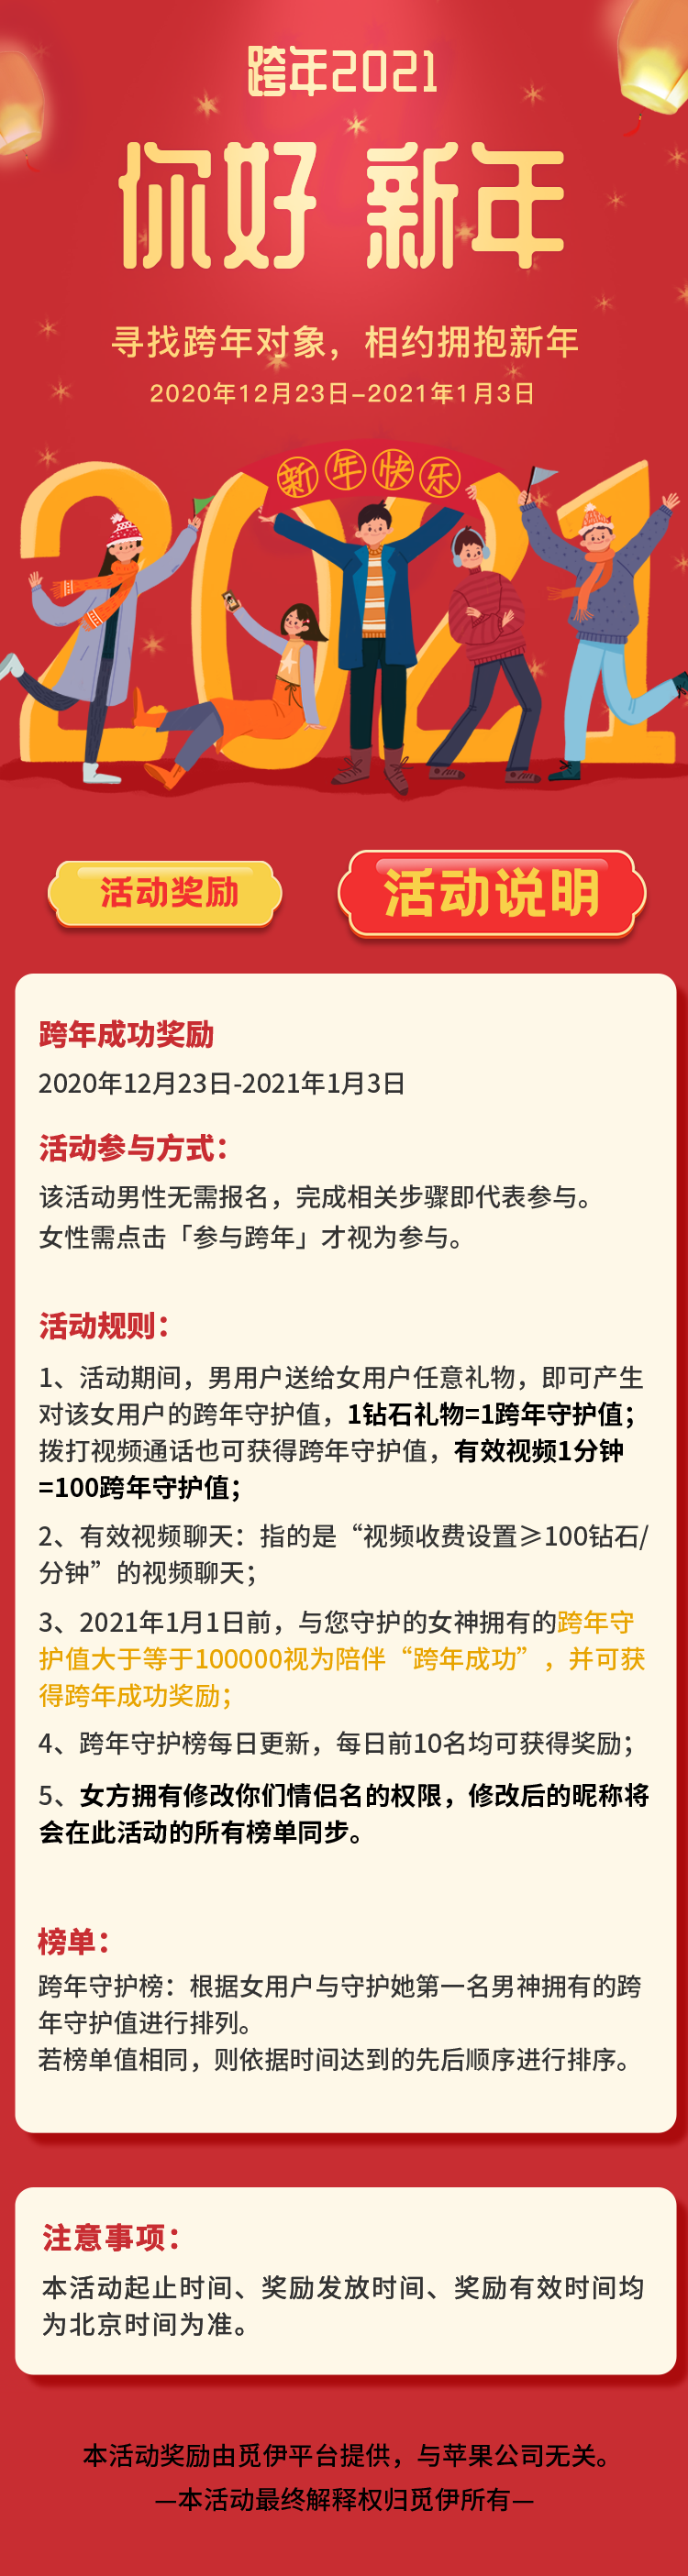 跨年2021
你好 新年
寻找跨年对象，相约拥抱新年
2020年12月23日-2021年1月3日
新年快乐
活动奖励
活动说明
跨年成功奖励
2020年12月23日-2021年1月3日
活动参与方式：
该活动男性无需报名，完成相关步骤即代表参与。
女性需点击「参与跨年」才视为参与。
活动规则：
1、活动期间，男用户送给女用户任意礼物，即可产生
对该女用户的跨年守护值，1钻石礼物=1跨年守护值；
拨打视频通话也可获得跨年守护值，有效视频1分钟
=100跨年守护值；
2、有效视频聊天：指的是“视频收费设置≥100钻石/
分钟”的视频聊天；
3、2021年1月1日前，与您守护的女神拥有的跨年守
护值大于等于100000视为陪伴“跨年成功”，并可获
得跨年成功奖励；
4、跨年守护榜每日更新，每日前10名均可获得奖励；
5、女方拥有修改你们情侣名的权限，修改后的昵称将
会在此活动的所有榜单同步。
榜单：
跨年守护榜：根据女用户与守护她第一名男神拥有的跨
年守护值进行排列。
若榜单值相同，则依据时间达到的先后顺序进行排序。
注意事项：
本活动起止时间、奖励发放时间、奖励有效时间均
为北京时间为准。
本活动奖励由觅伊平台提供，与苹果公司无关。
—本活动最终解释权归觅伊所有—